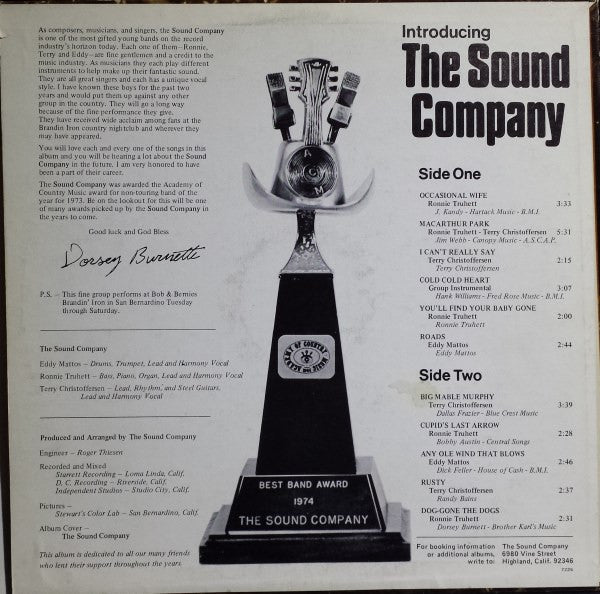 As composers, musicians, and singers, the Sound Company
is one of the most gifted young bands on the record
industry's horizon today. Each one of them—Ronnie,
Terry and Eddy—are fine gentlemen and a credit to the
music industry. As musicians they each play different
instruments to help make up their fantastic sound.
They are all great singers and each has a unique vocal
style. I have known these boys for the past two
years and would put them up against any other
group in the country. They will go a long way
because of the fine performance they give.
They have received wide acclaim among fans at the
Brandin Iron country nightclub and wherever they
may have appeared.
You will love each and every one of the songs in this
album and you will be hearing a lot about the Sound
Company in the future. I am very honored to have
been a part of their career.
The Sound Company was awarded the Academy of
Country Music award for non-touring band of the
year for 1973. Be on the lookout for this will be one
of many awards picked up by the Sound Company in
the years to come.
Good luck and God Bless
Dorsey Burnette
P.S. — This fine group performs at Bob & Bernies
Brandin' Iron in San Bernardino Tuesday
through Saturday.
The Sound Company
Eddy Mattos — Drums, Trumpet, Lead and Harmony Vocal
Ronnie Truhett — Bass, Piano, Organ, Lead and Harmony Vocal
Terry Christoffersen — Lead, Rhythm, and Steel Guitars,
Lead and Harmony Vocal
Produced and Arranged by The Sound Company
Engineer — Roger Thiesen
Recorded and Mixed
Starrett Recording — Loma Linda, Calif.
D. C. Recording — Riverside, Calif.
Independent Studios — Studio City, Calif.
Pictures —
Stewart's Color Lab — San Bernardino, Calif.
Album Cover —
The Sound Company
This album is dedicated to all our many friends
who lent their support throughout the years
A
C
M
ACADEMY OF COUNTRY
& WESTERN MUSIC
BEST BAND AWARD
1974
THE SOUND COMPANY
Introducing
The Sound
Company
Side One
OCCASIONAL WIFE
Ronnie Truhett 3:33
J. Kandy - Hartack Music - B.M.I.
MACARTHUR PARK
Ronnie Truhett - Terry Christoffersen 5:31
Jim Webb - Canopy Music - A.S.C.A.P.
I CAN'T REALLY SAY
Terry Christoffersen 2:15
Terry Christoffersen
COLD COLD HEART
Group Instrumental 3:07
Hank Williams - Fred Rose Music - B.M.I.
YOU'LL FIND YOUR BABY GONE
Ronnie Truhett 2:00
Ronnie Truhett
ROADS
Eddy Mattos 2:44
Eddy Mattos
Side Two
BIG MABLE MURPHY
Terry Christoffersen 3:39
Dallas Frazier - Blue Crest Music
CUPID'S LAST ARROW
Ronnie Truhett 2:28
Bobby Austin - Central Songs
ANY OLE WIND THAT BLOWS
Eddy Mattos 2:46
Dick Feller - House of Cash - B.M.I.
RUSTY
Terry Christoffersen 2:37
Randy Bains
DOG-GONE THE DOGS
Ronnie Truhett 2:31
Dorsey Burnett - Brother Karl's Music
For booking information The Sound Company
or additional albums, 6980 Vine Street
write to: Highland, Calif. 92346